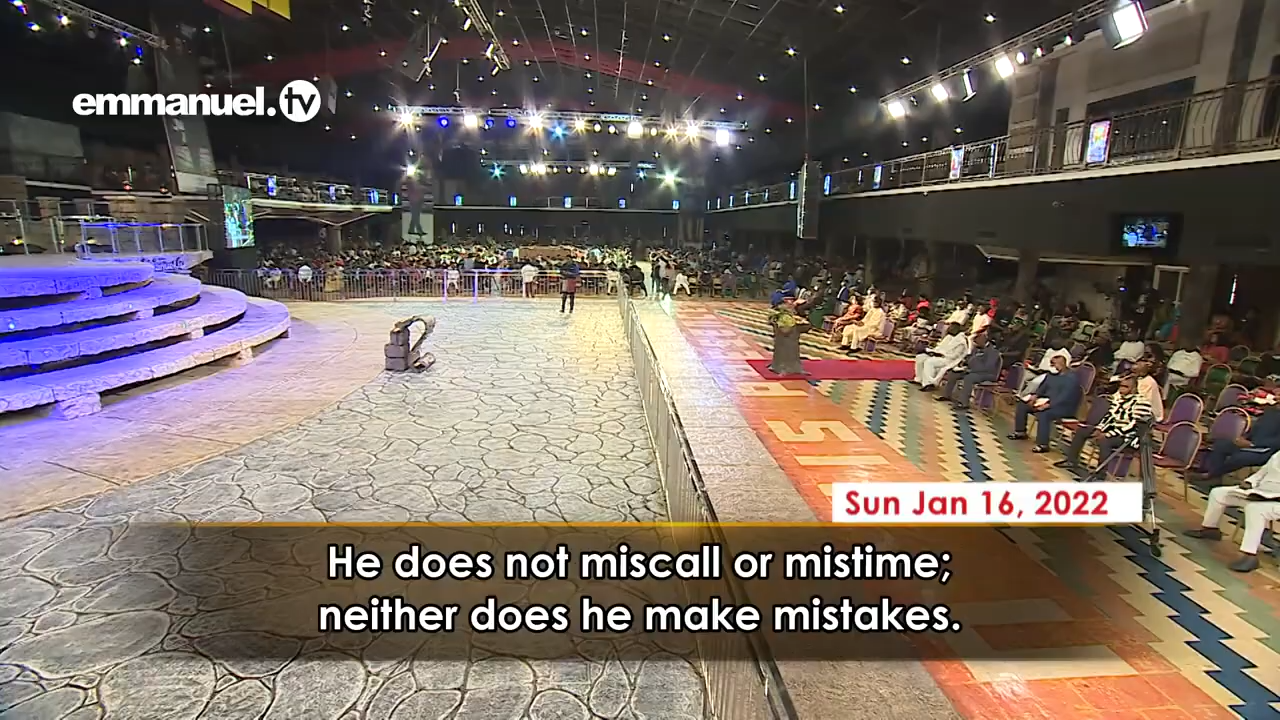 emmanuel.tv
Sun Jan 16, 2022
He does not miscall or mistime;
neither does he make mistakes.